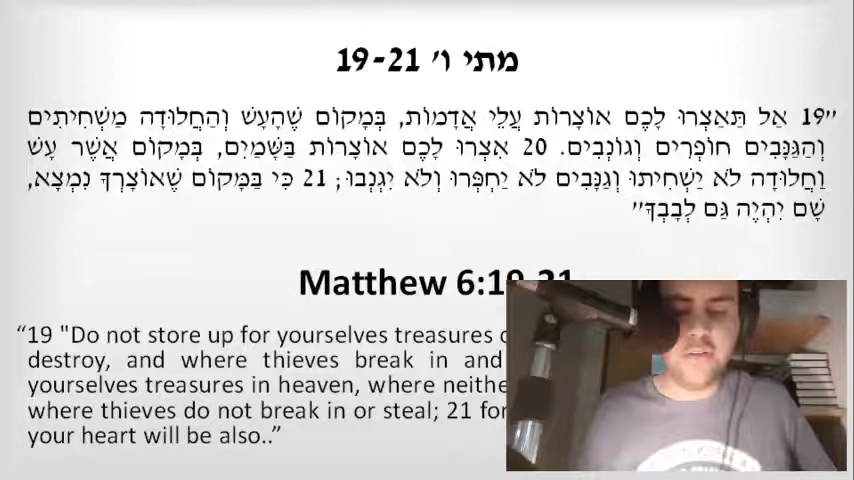 מתי ו׳ 19-21
״19 אַל תַּאַצְרוּ לָכֶם אוֹצָרוֹת עֲלֵי אֲדָמוֹת, בְּמָקוֹם שֶׁהָעָשׁ וְהַחֲלוּדָה מַשְׁחִיתִים
וְהַגַּנָּבִים חוֹפְרִים וְגוֹנְבִים. 20 אִצְרוּ לָכֶם אוֹצָרוֹת בַּשָּׁמַיִם, בְּמָקוֹם אֲשֶׁר עָשׁ
וַחֲלוּדָה לֹא יַשְׁחִיתוּ וְגַנָּבִים לֹא יַחְפְּרוּ וְלֹא יִגְנְבוּ; 21 כִּי בַּמָּקוֹם שֶׁאוֹצָרְךָ נִמְצָא,
שָׁם יִהְיֶה גַּם לְבָבְךָ״
Matthew 6:19-21
“19 "Do not store up for yourselves treasures
destroy, and where thieves break in and
yourselves treasures in heaven, where
where thieves do not break in or steal; 21
your heart will be also..”